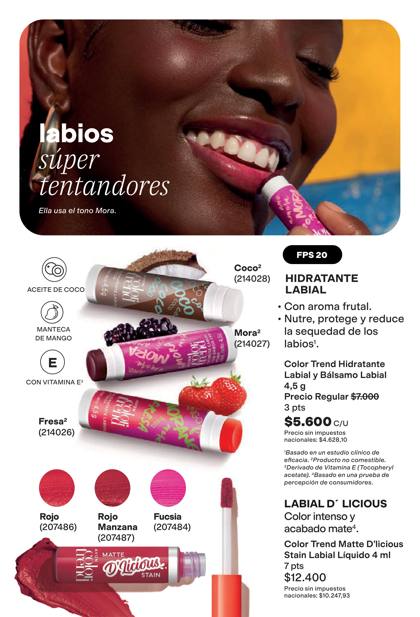 labios
súper
tentandores
Ella usa el tono Mora.
FPS 20
ACEITE DE COCO
MANTECA
DE MANGO
E
CON VITAMINA E³
Coco²
(214028)
Mora²
(214027)
Fresa²
(214026)
HIDRATANTE
LABIAL
• Con aroma frutal.
• Nutre, protege y reduce
la sequedad de los
labios¹.
Color Trend Hidratante
Labial y Bálsamo Labial
4,5 g
Precio Regular $7.000
3 pts
$5.600 C/U
Precio sin impuestos
nacionales: $4.628,10
¹Basado en un estudio clínico de
eficacia. ²Producto no comestible.
³Derivado de Vitamina E (Tocopheryl
acetate). ⁴Basado en una prueba de
percepción de consumidores.
Rojo
(207486)
Rojo
Manzana
(207487)
Fucsia
(207484)
color
trend
MATTE
D'Licious
STAIN
LABIAL D´ LICIOUS
Color intenso y
acabado mate⁴.
Color Trend Matte D'licious
Stain Labial Líquido 4 ml
7 pts
$12.400
Precio sin impuestos
nacionales: $10.247,93